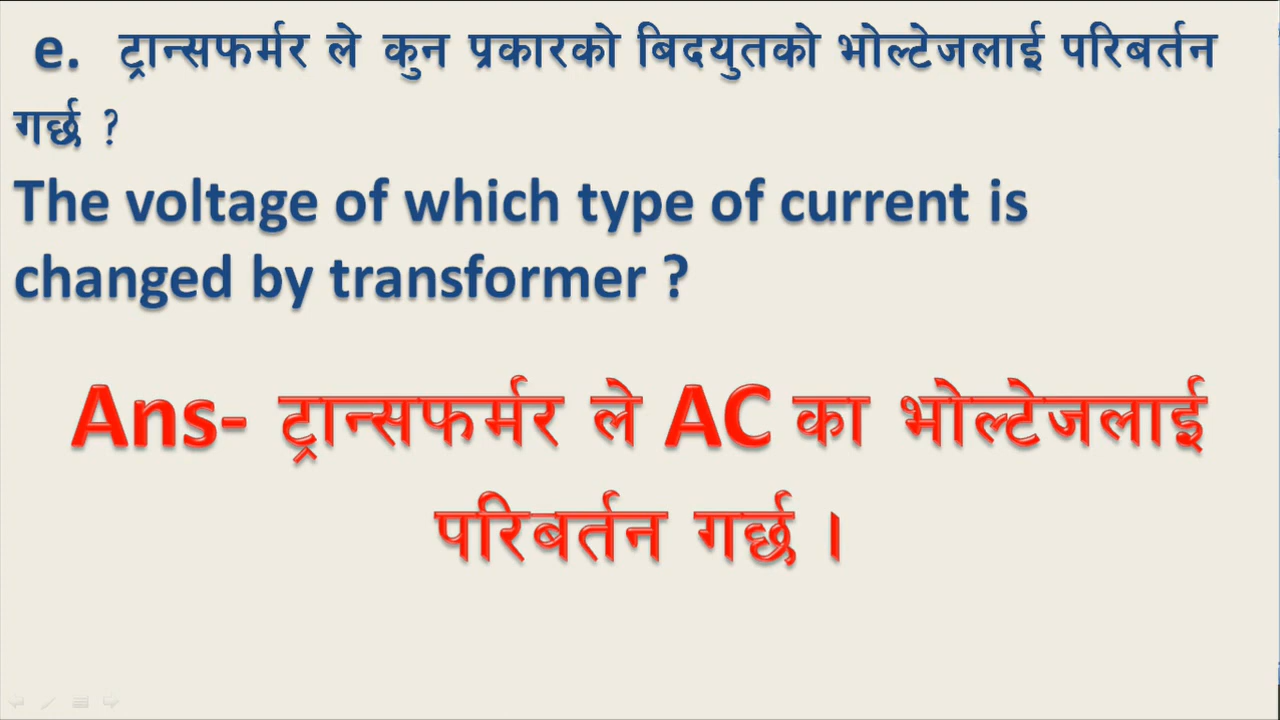 e. ट्रान्सफर्मर ले कुन प्रकारको बिदयुतको भोल्टेजलाई परिबर्तन
गर्छ ?
The voltage of which type of current is
changed by transformer ?
Ans- ट्रान्सफर्मर ले AC का भोल्टेजलाई
परिबर्तन गर्छ ।